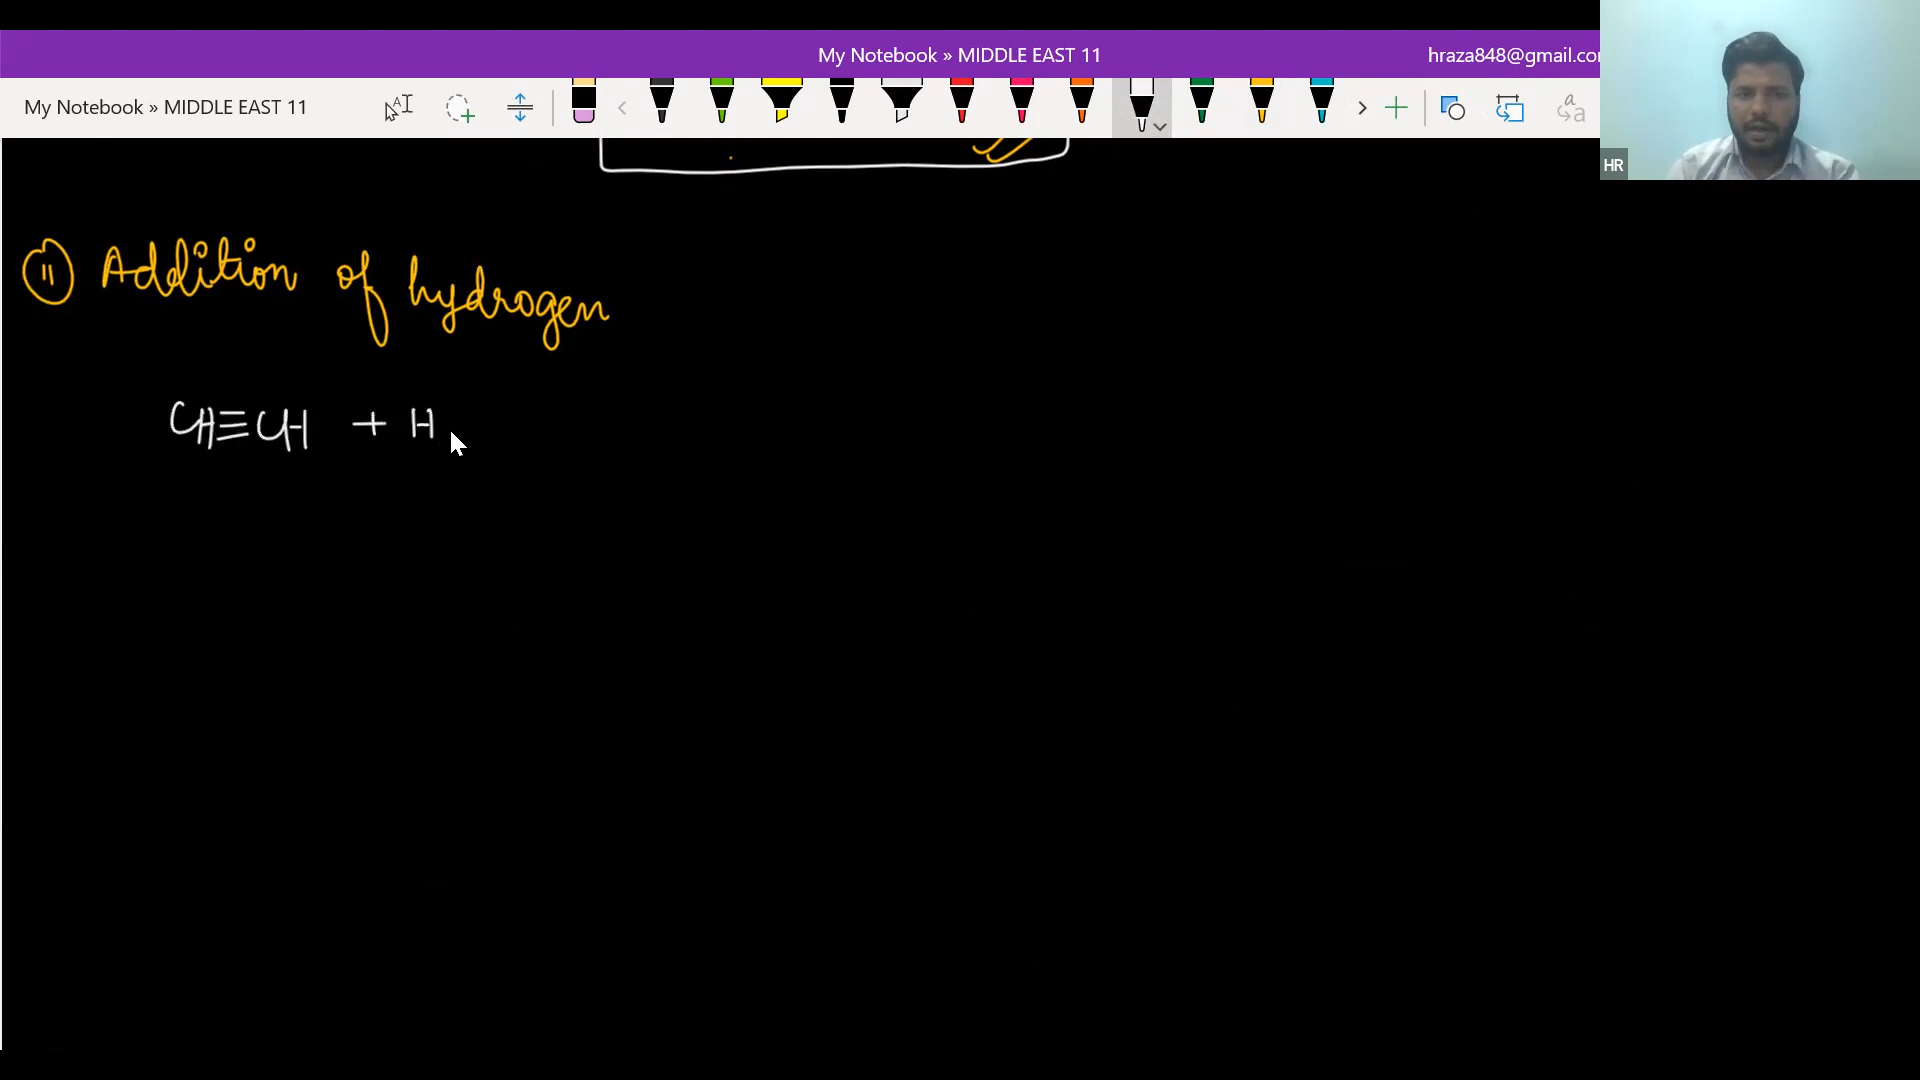 My Notebook » MIDDLE EAST 11
hraza848@gmail.co
My Notebook » MIDDLE EAST 11
HR
(ii) Addition of hydrogen
CH≡CH + H